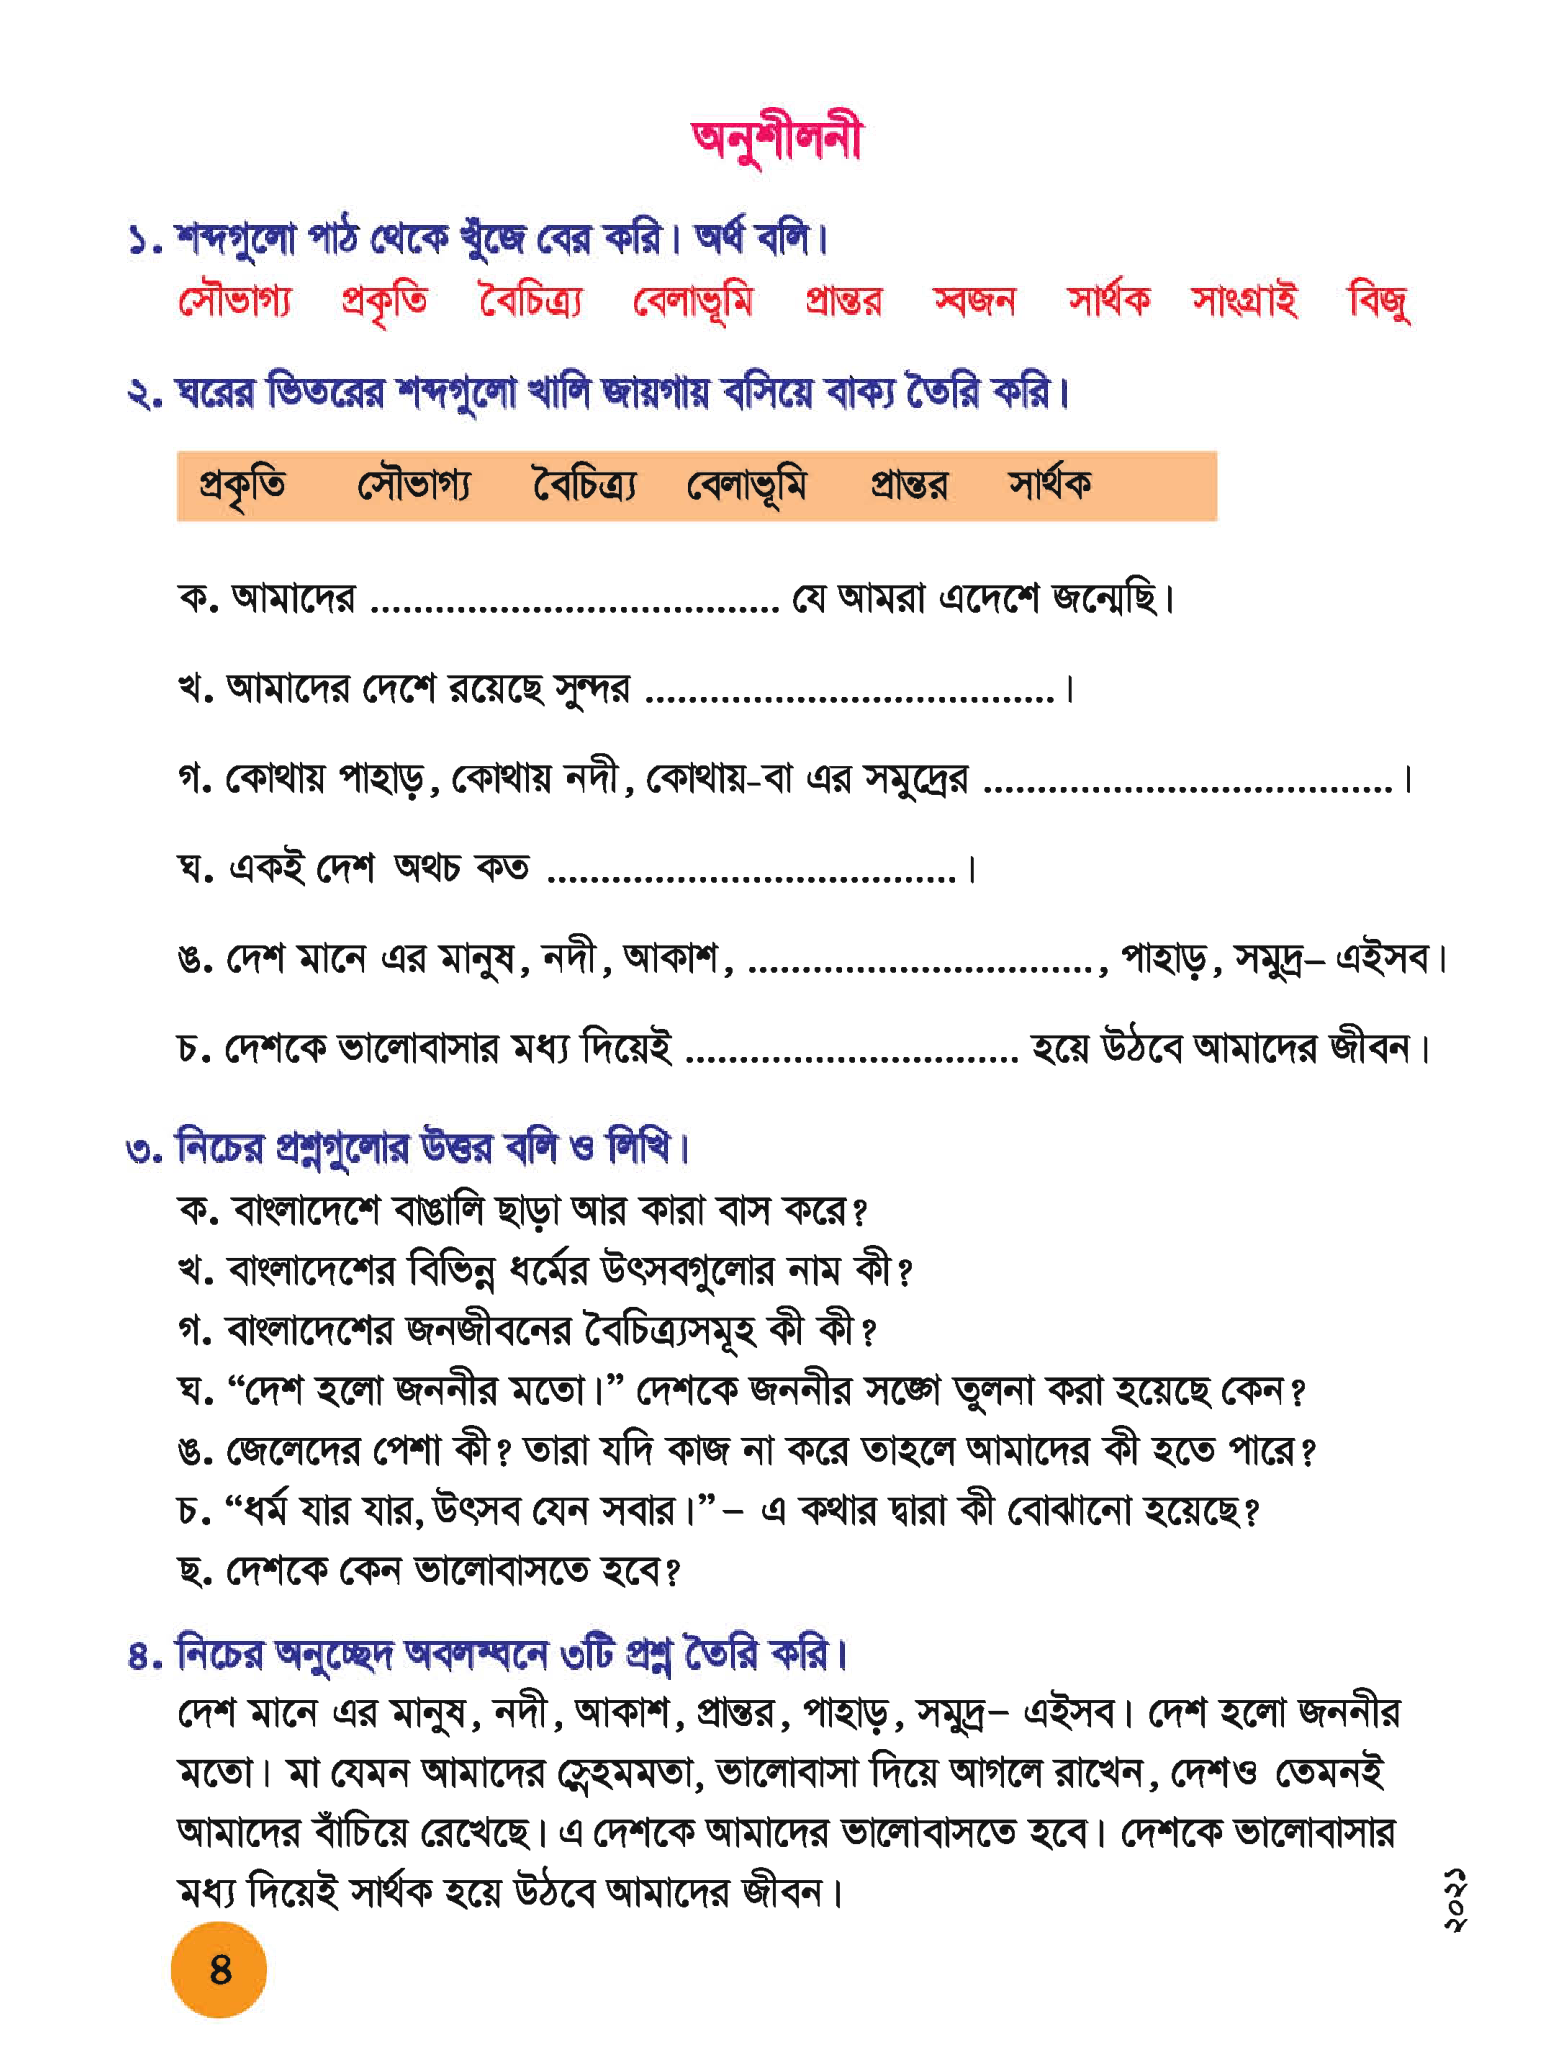 অনুশীলনী
১. শব্দগুলো পাঠ থেকে খুঁজে বের করি। অর্থ বলি।
সৌভাগ্য প্রকৃতি বৈচিত্র্য বেলাভূমি প্রান্তর স্বজন সার্থক সাংগ্রাই বিজু
২. ঘরের ভিতরের শব্দগুলো খালি জায়গায় বসিয়ে বাক্য তৈরি করি।
প্রকৃতি সৌভাগ্য বৈচিত্র্য বেলাভূমি প্রান্তর সার্থক
ক. আমাদের ...................................... যে আমরা এদেশে জন্মেছি।
খ. আমাদের দেশে রয়েছে সুন্দর ......................................।
গ. কোথায় পাহাড়, কোথায় নদী, কোথায়-বা এর সমুদ্রের ......................................।
ঘ. একই দেশ অথচ কত ......................................।
ঙ. দেশ মানে এর মানুষ, নদী, আকাশ, ................................, পাহাড়, সমুদ্র– এইসব।
চ. দেশকে ভালোবাসার মধ্য দিয়েই ............................... হয়ে উঠবে আমাদের জীবন।
৩. নিচের প্রশ্নগুলোর উত্তর বলি ও লিখি।
ক. বাংলাদেশে বাঙালি ছাড়া আর কারা বাস করে?
খ. বাংলাদেশের বিভিন্ন ধর্মের উৎসবগুলোর নাম কী?
গ. বাংলাদেশের জনজীবনের বৈচিত্র্যসমূহ কী কী?
ঘ. “দেশ হলো জননীর মতো।” দেশকে জননীর সঙ্গে তুলনা করা হয়েছে কেন?
ঙ. জেলেদের পেশা কী? তারা যদি কাজ না করে তাহলে আমাদের কী হতে পারে?
চ. “ধর্ম যার যার, উৎসব যেন সবার।”– এ কথার দ্বারা কী বোঝানো হয়েছে?
ছ. দেশকে কেন ভালোবাসতে হবে?
৪. নিচের অনুচ্ছেদ অবলম্বনে ৩টি প্রশ্ন তৈরি করি।
দেশ মানে এর মানুষ, নদী, আকাশ, প্রান্তর, পাহাড়, সমুদ্র– এইসব। দেশ হলো জননীর
মতো। মা যেমন আমাদের স্নেহমমতা, ভালোবাসা দিয়ে আগলে রাখেন, দেশও তেমনই
আমাদের বাঁচিয়ে রেখেছে। এ দেশকে আমাদের ভালোবাসতে হবে। দেশকে ভালোবাসার
মধ্য দিয়েই সার্থক হয়ে উঠবে আমাদের জীবন।
২০২১
৪